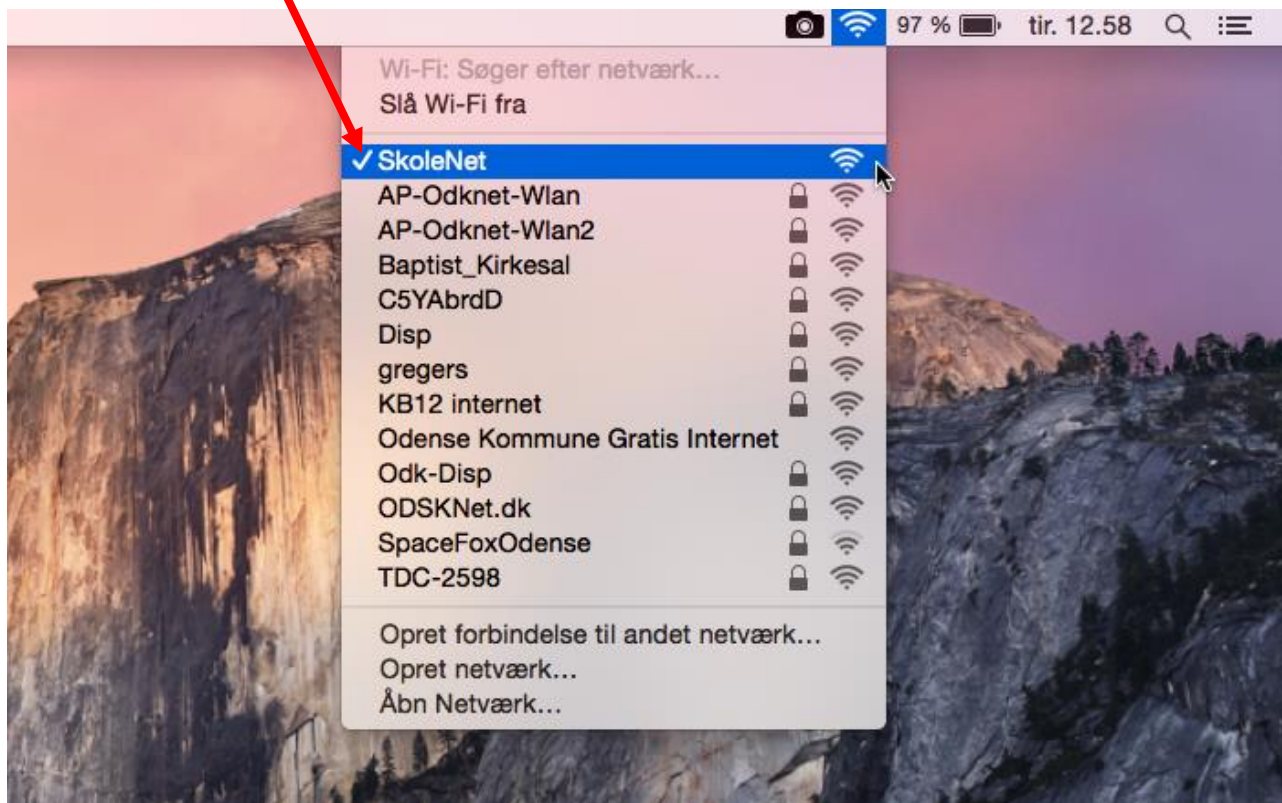 97 % tir. 12.58
Wi-Fi: Søger efter netværk...
Slå Wi-Fi fra
SkoleNet
AP-Odknet-Wlan
AP-Odknet-Wlan2
Baptist_Kirkesal
C5YAbrdD
Disp
gregers
KB12 internet
Odense Kommune Gratis Internet
Odk-Disp
ODSKNet.dk
SpaceFoxOdense
TDC-2598
Opret forbindelse til andet netværk...
Opret netværk...
Åbn Netværk...